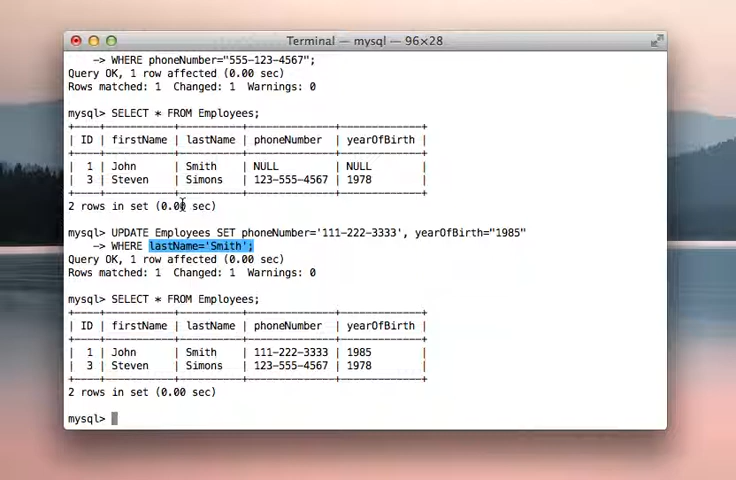 Terminal — mysql — 96×28
-> WHERE phoneNumber="555-123-4567";
Query OK, 1 row affected (0.00 sec)
Rows matched: 1  Changed: 1  Warnings: 0
mysql> SELECT * FROM Employees;
+----+-----------+----------+--------------+-------------+
| ID | firstName | lastName | phoneNumber  | yearOfBirth |
+----+-----------+----------+--------------+-------------+
|  1 | John      | Smith    | NULL         | NULL        |
|  3 | Steven    | Simons   | 123-555-4567 | 1978        |
+----+-----------+----------+--------------+-------------+
2 rows in set (0.00 sec)
mysql> UPDATE Employees SET phoneNumber='111-222-3333', yearOfBirth="1985"
-> WHERE lastName='Smith';
Query OK, 1 row affected (0.00 sec)
Rows matched: 1  Changed: 1  Warnings: 0
mysql> SELECT * FROM Employees;
+----+-----------+----------+--------------+-------------+
| ID | firstName | lastName | phoneNumber  | yearOfBirth |
+----+-----------+----------+--------------+-------------+
|  1 | John      | Smith    | 111-222-3333 | 1985        |
|  3 | Steven    | Simons   | 123-555-4567 | 1978        |
+----+-----------+----------+--------------+-------------+
2 rows in set (0.00 sec)
mysql>